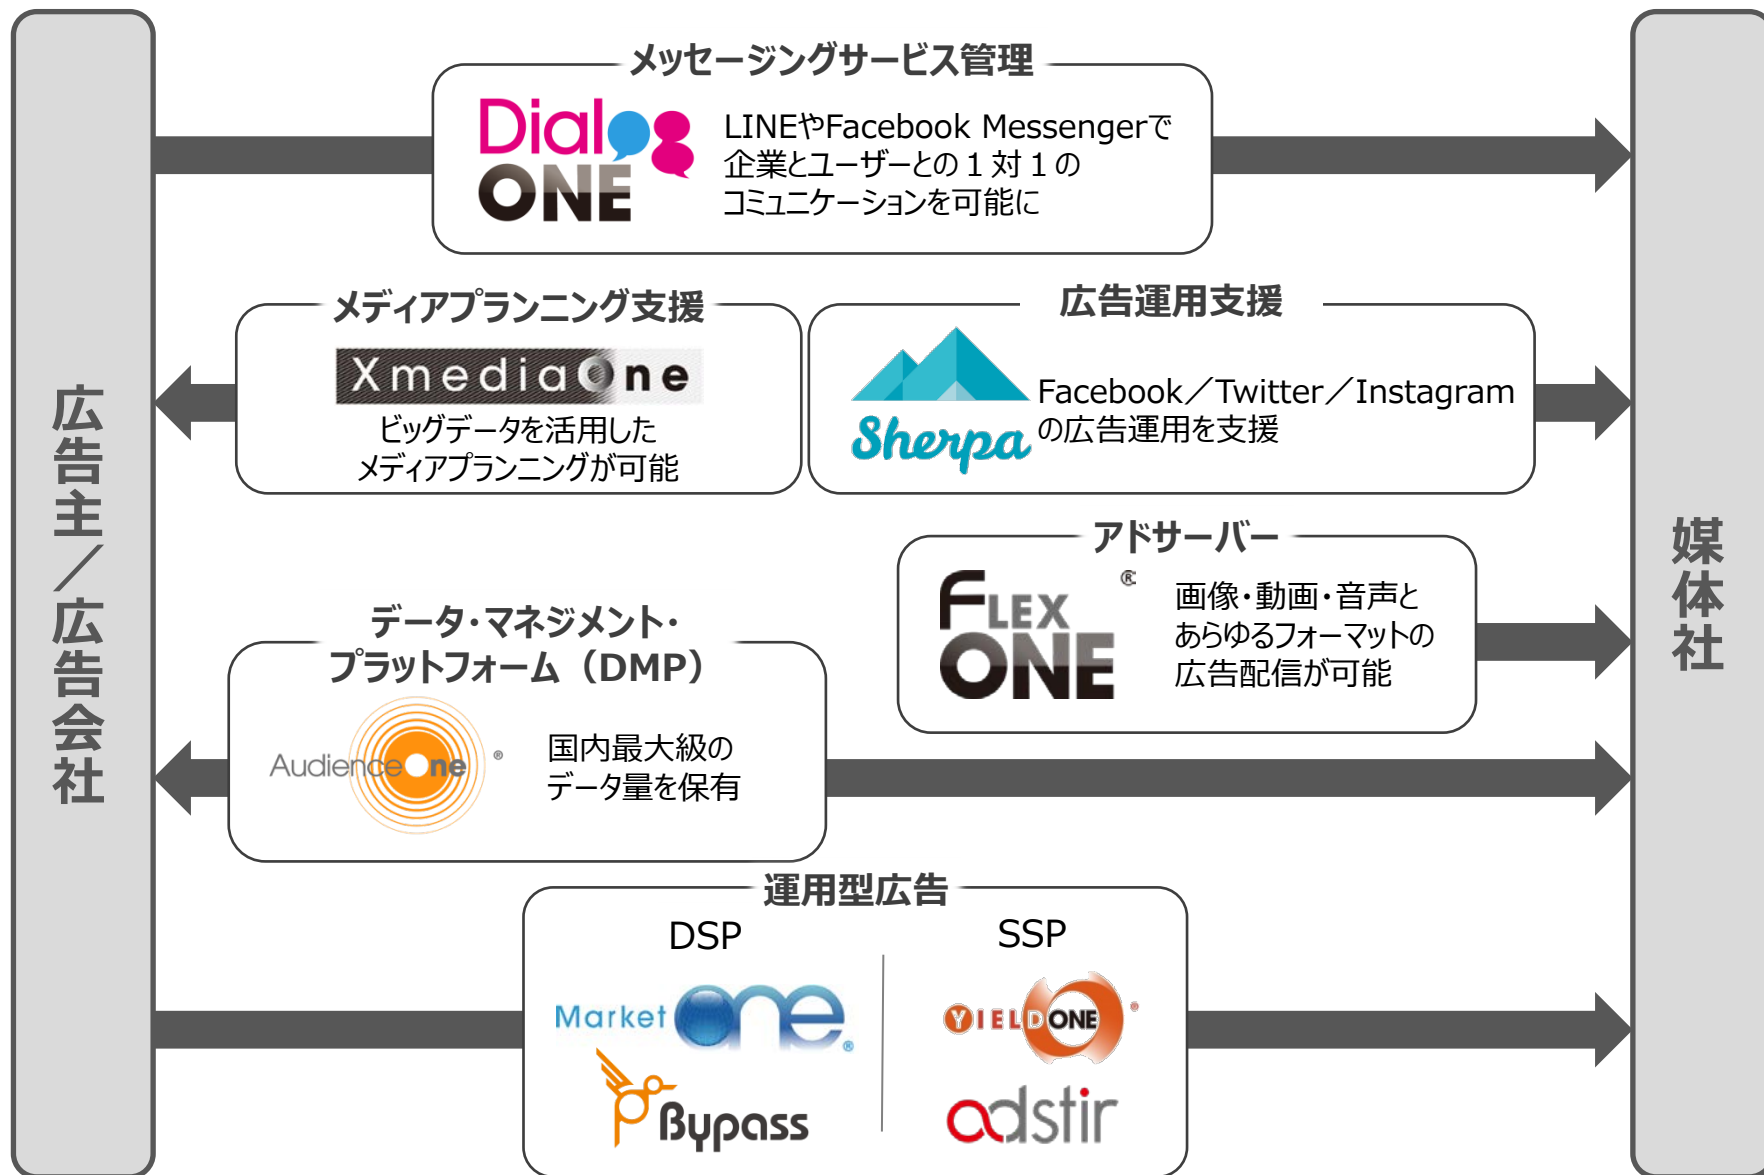 広告主／広告会社
媒体社
メッセージングサービス管理
Dialog
ONE
LINEやFacebook Messengerで
企業とユーザーとの１対１の
コミュニケーションを可能に
メディアプランニング支援
XmediaOne
ビッグデータを活用した
メディアプランニングが可能
広告運用支援
Sherpa
Facebook／Twitter／Instagram
の広告運用を支援
アドサーバー
FLEX ®
ONE
画像・動画・音声と
あらゆるフォーマットの
広告配信が可能
データ・マネジメント・
プラットフォーム（DMP）
AudienceOne ®
国内最大級の
データ量を保有
運用型広告
DSP
MarketOne ®
Bypass
SSP
YIELDONE ®
adstir